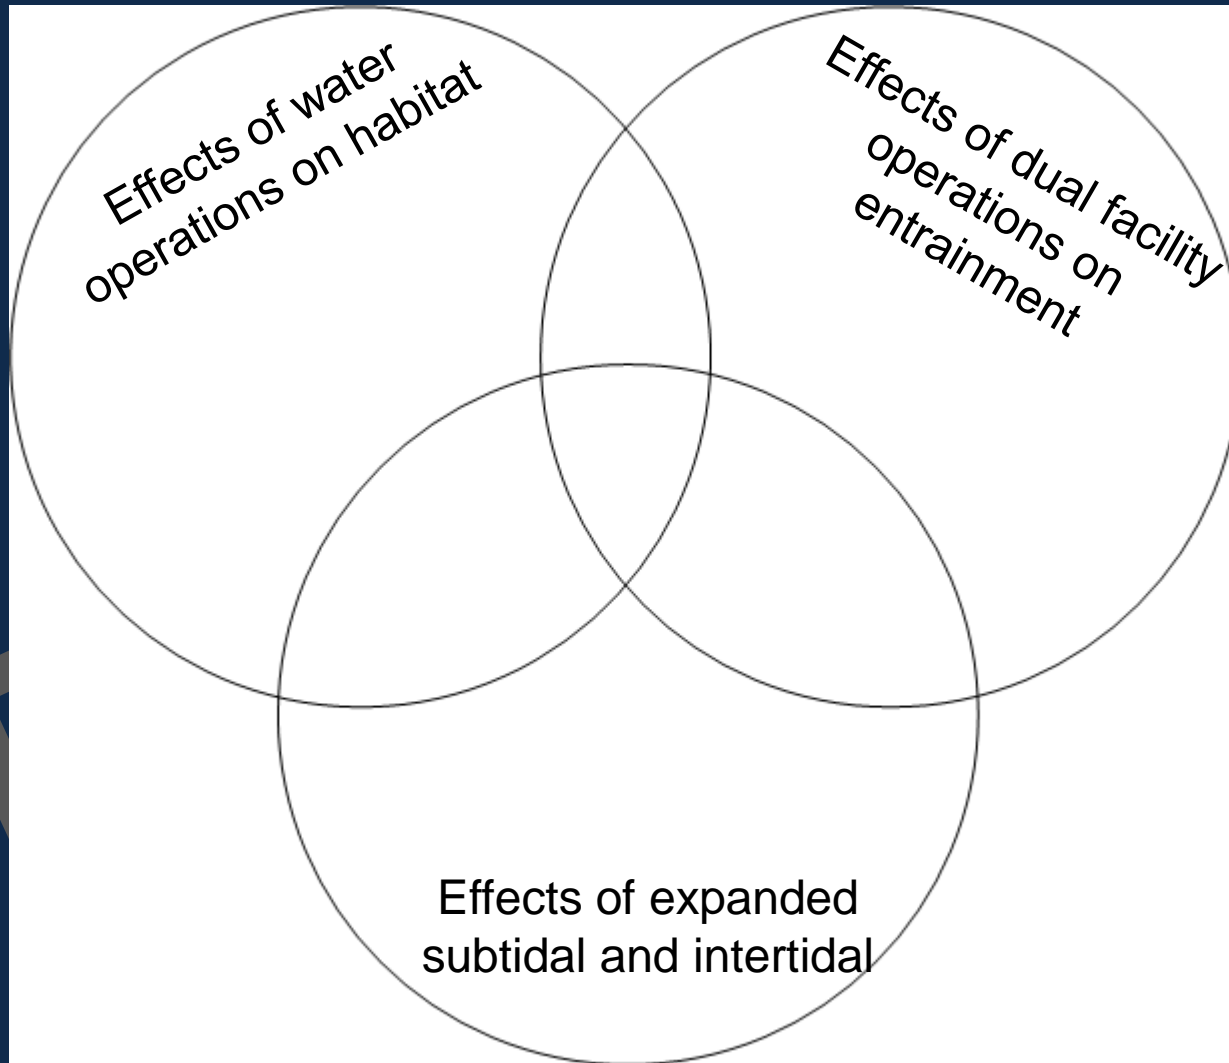 Effects of water
operations on habitat
Effects of dual facility
operations on
entrainment
Effects of expanded
subtidal and intertidal